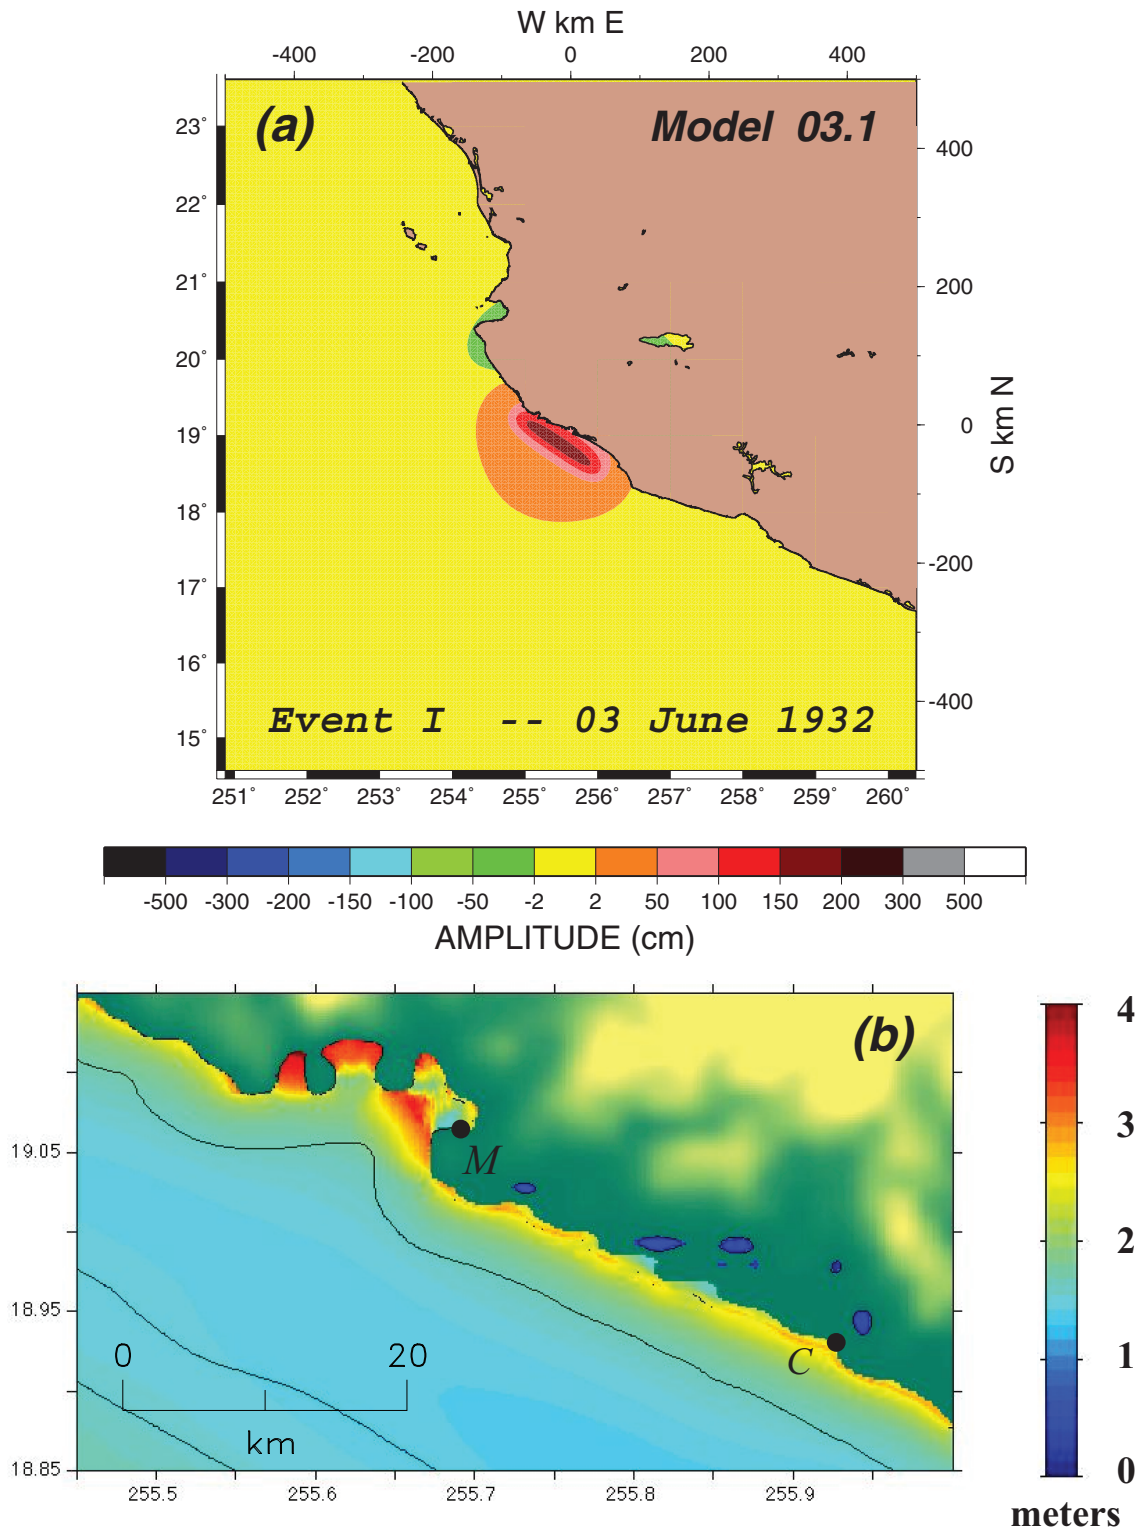 W km E
-400 -200 0 200 400
(a) Model 03.1
23°
22°
21°
20°
19°
18°
17°
16°
15°
400
200
0
-200
-400
S km N
Event I -- 03 June 1932
251° 252° 253° 254° 255° 256° 257° 258° 259° 260°
-500 -300 -200 -150 -100 -50 -2 2 50 100 150 200 300 500
AMPLITUDE (cm)
(b)
19.05
18.95
18.85
M
C
0 20
km
255.5 255.6 255.7 255.8 255.9
4
3
2
1
0
meters